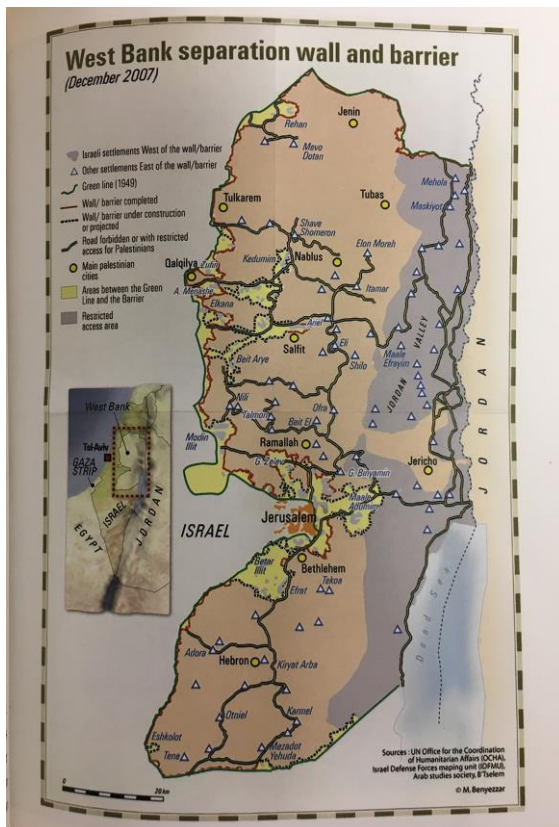 West Bank separation wall and barrier
(December 2007)
Israeli settlements West of the wall/barrier
Other settlements East of the wall/barrier
Green line (1949)
Wall/ barrier completed
Wall/ barrier under construction
or projected
Road forbidden or with restricted
access for Palestinians
Main palestinian
cities
Areas between the Green
Line and the Barrier
Restricted
access area
Jenin
Rehan
Mevo
Dotan
Mehola
Maskiyot
Tulkarem
Tubas
Shave
Shomeron
Elon Moreh
Kedumim
Nablus
Qalqilya
Zufin
A. Menashe
Itamar
Elkana
Ariel
Salfit
Eli
Shilo
Maale
Efrayim
JORDAN VALLEY
Beit Arye
Nili
Talmon
Ofra
Beit El
Modin
Illit
Ramallah
G. Zeev
G. Binyamin
Jericho
Maale
Adumim
Jerusalem
ISRAEL
JORDAN
Betar
Illit
Bethlehem
Tekoa
Efrat
Dead Sea
Adora
Hebron
Kiryat Arba
Otniel
Karmel
Eshkolot
Tene
Mezadot
Yehuda
West Bank
Tel-Aviv
GAZA
STRIP
ISRAEL
JORDAN
EGYPT
0
20 km
Sources : UN Office for the Coordination
of Humanitarian Affairs (OCHA),
Israel Defense Forces maping unit (IDFMU),
Arab studies society, B'Tselem
© M. Benyezzar